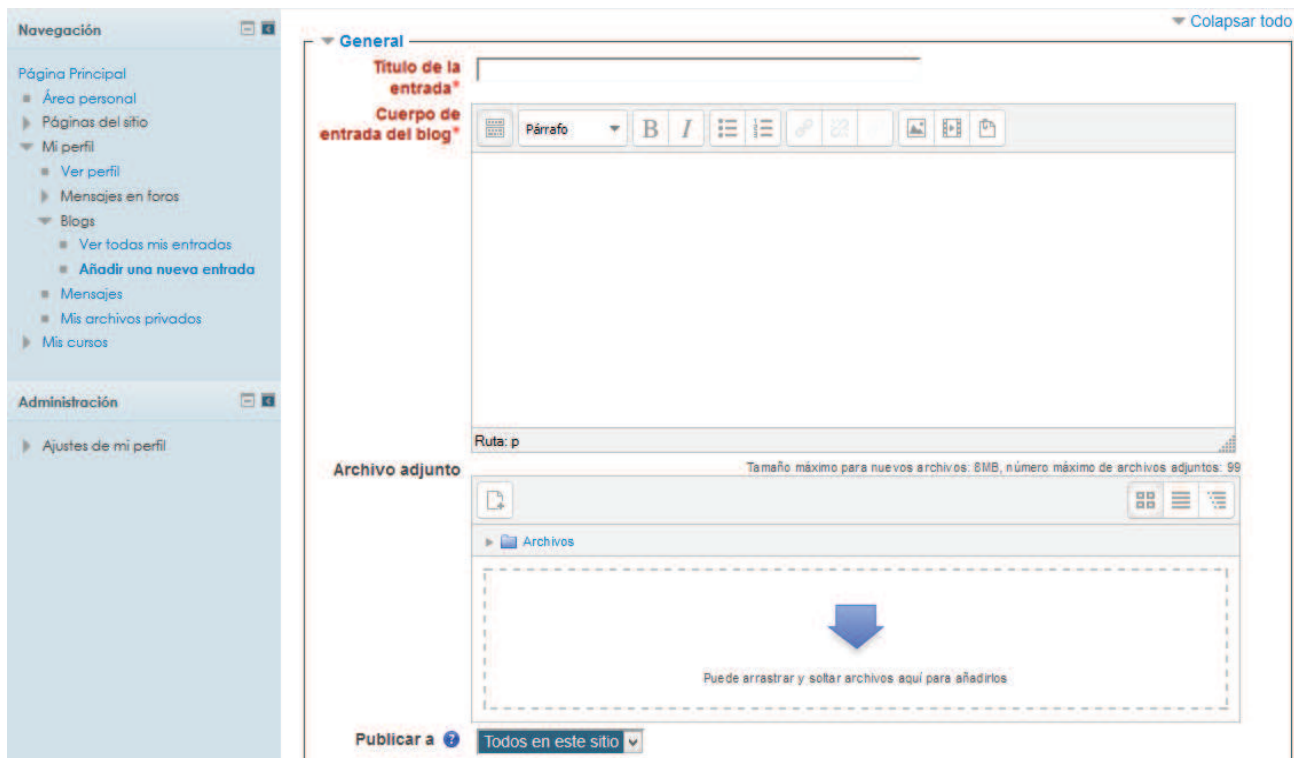 Navegación
Página Principal
Área personal
Páginas del sitio
Mi perfil
Ver perfil
Mensajes en foros
Blogs
Ver todas mis entradas
Añadir una nueva entrada
Mensajes
Mis archivos privados
Mis cursos
Administración
Ajustes de mi perfil
Colapsar todo
General
Título de la
entrada*
Cuerpo de
entrada del blog*
Párrafo
B I
Ruta: p
Archivo adjunto
Tamaño máximo para nuevos archivos: 8MB, número máximo de archivos adjuntos: 99
Archivos
Puede arrastrar y soltar archivos aquí para añadirlos
Publicar a
Todos en este sitio